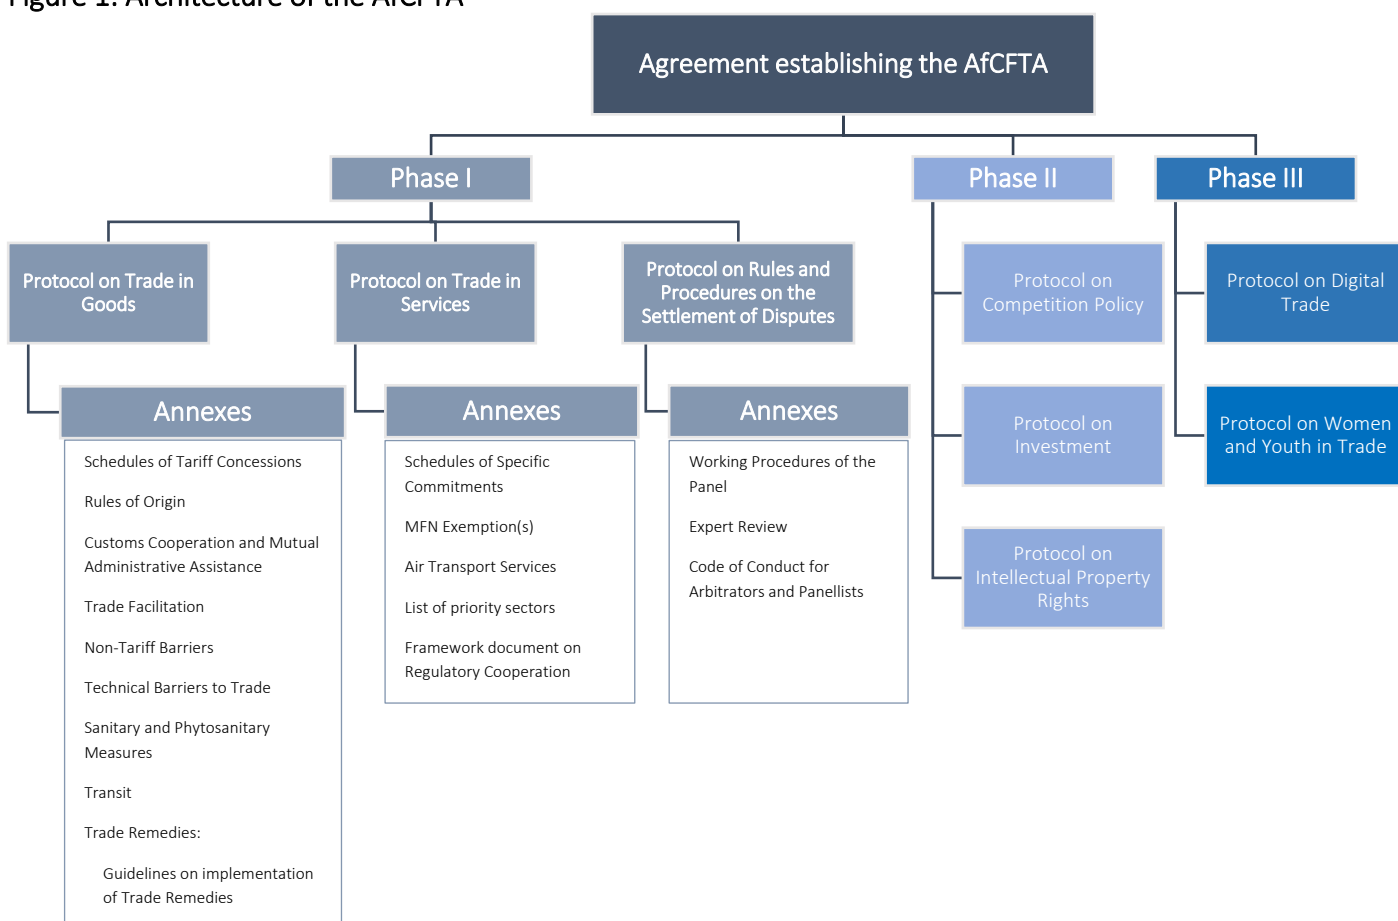 Figure 1: Architecture of the AfCFTA
Agreement establishing the AfCFTA
Phase I
Phase II
Phase III
Protocol on Trade in
Goods
Protocol on Trade in
Services
Protocol on Rules and
Procedures on the
Settlement of Disputes
Protocol on
Competition Policy
Protocol on Digital
Trade
Annexes
Schedules of Tariff Concessions
Rules of Origin
Customs Cooperation and Mutual
Administrative Assistance
Trade Facilitation
Non-Tariff Barriers
Technical Barriers to Trade
Sanitary and Phytosanitary
Measures
Transit
Trade Remedies:
Guidelines on implementation
of Trade Remedies
Annexes
Schedules of Specific
Commitments
MFN Exemption(s)
Air Transport Services
List of priority sectors
Framework document on
Regulatory Cooperation
Annexes
Working Procedures of the
Panel
Expert Review
Code of Conduct for
Arbitrators and Panellists
Protocol on
Investment
Protocol on Women
and Youth in Trade
Protocol on
Intellectual Property
Rights